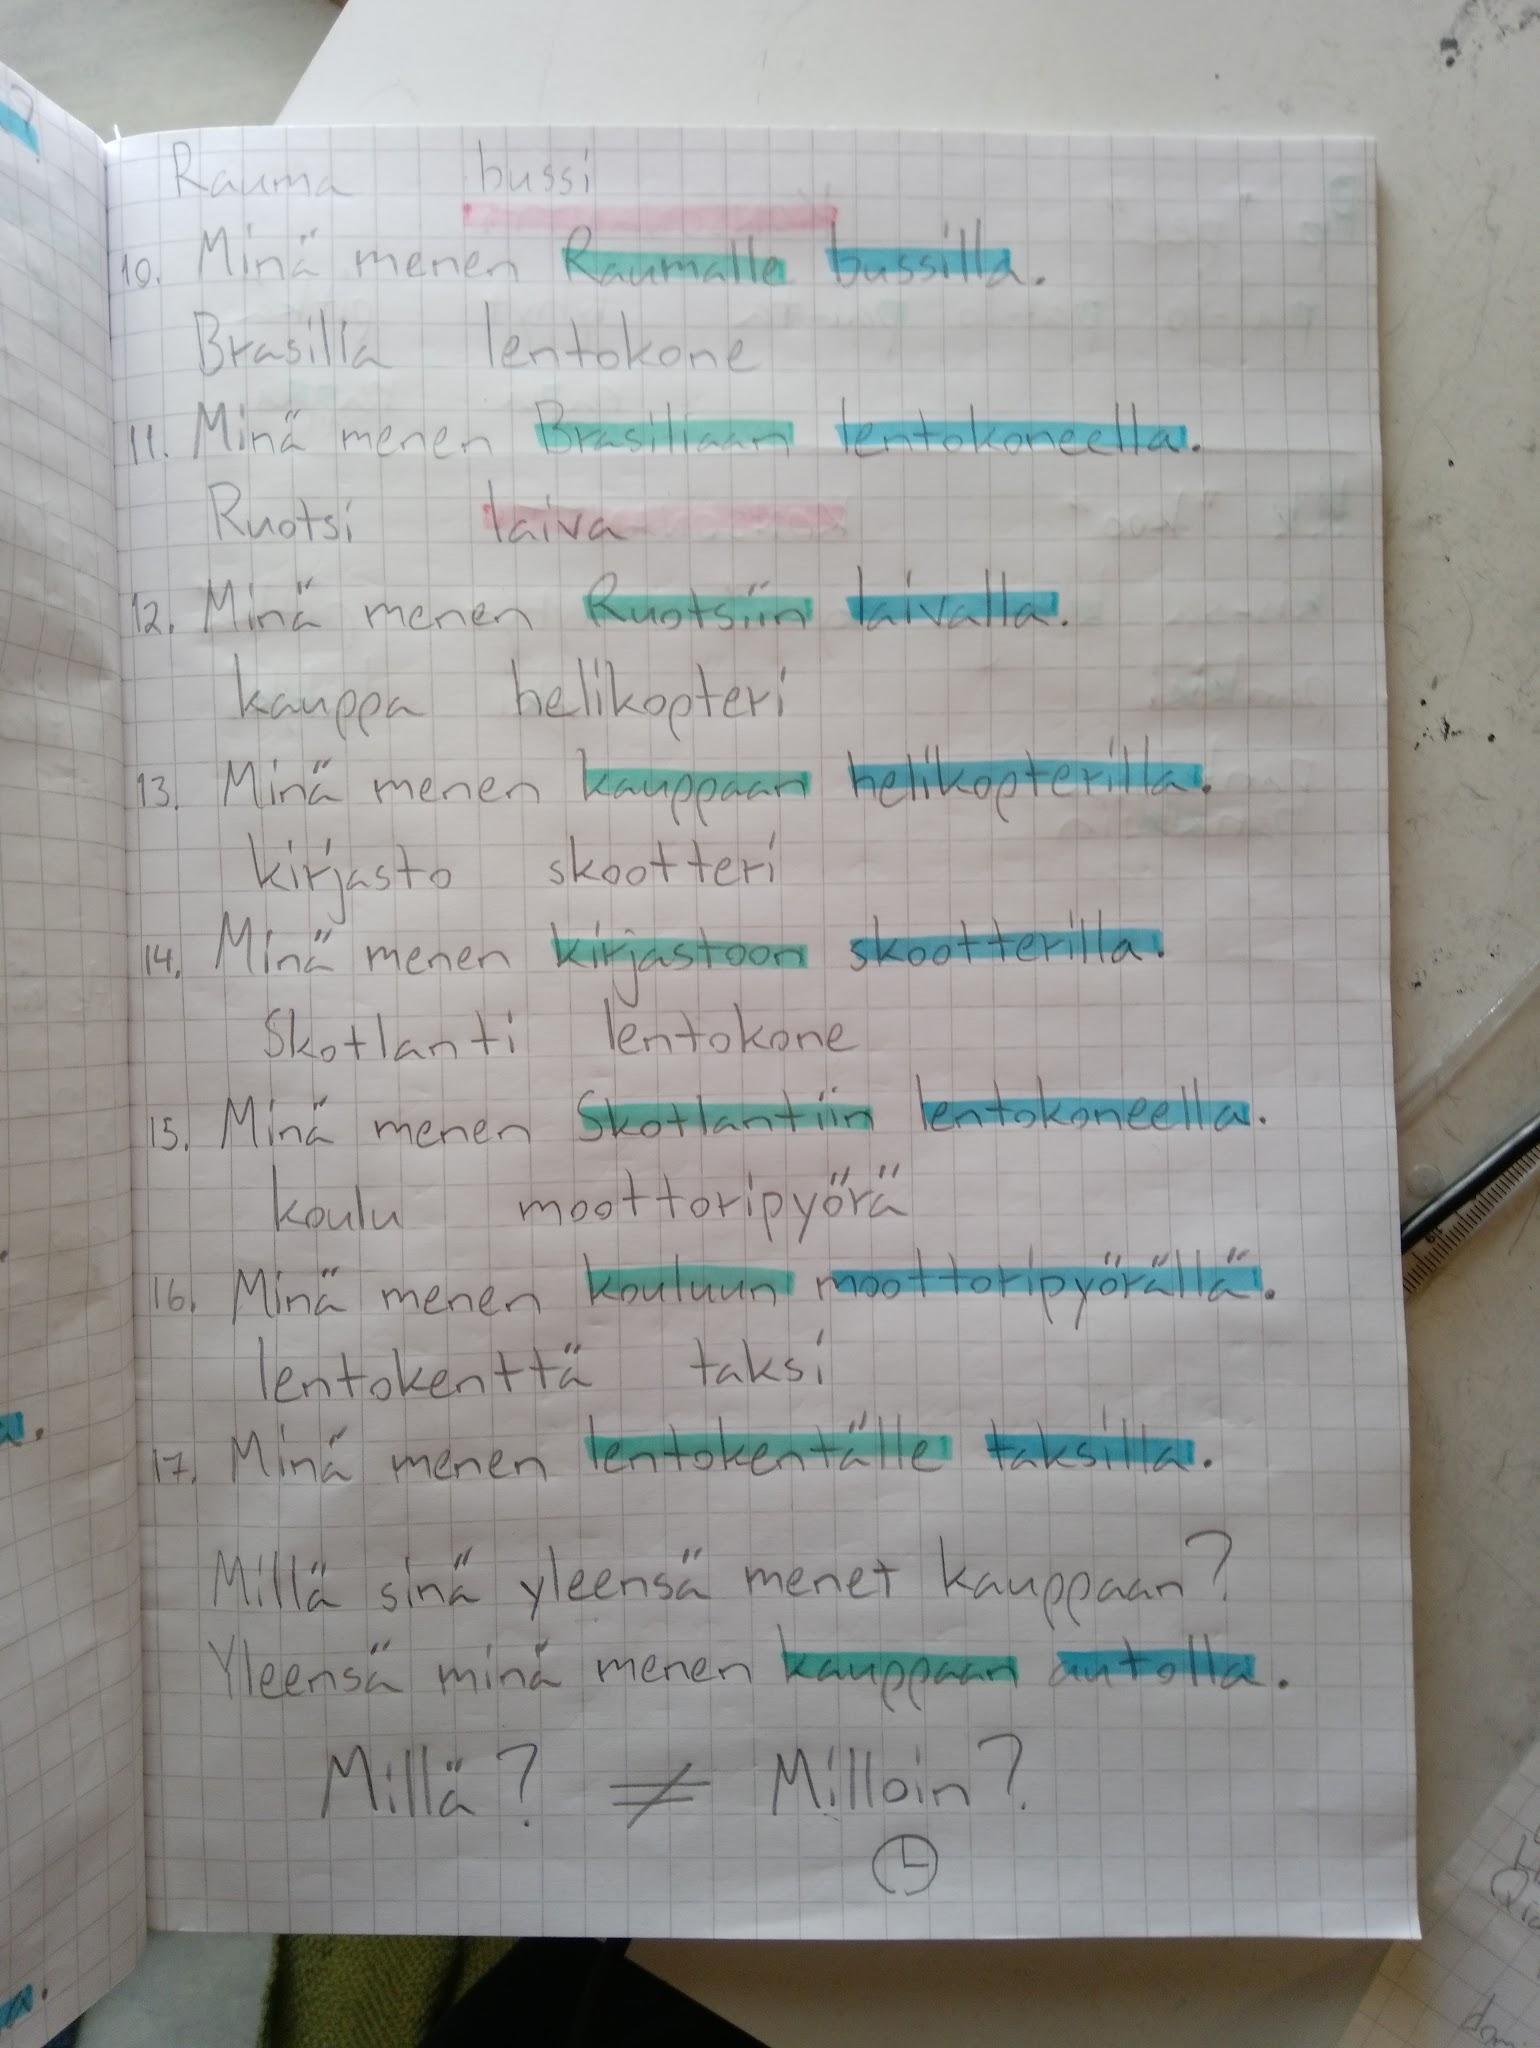 Rauma bussi
10. Minä menen Raumalle bussilla.
Brasilia lentokone
11. Minä menen Brasiliaan lentokoneella.
Ruotsi laiva
12. Minä menen Ruotsiin laivalla.
kauppa helikopteri
13. Minä menen kauppaan helikopterilla.
kirjasto skootteri
14. Minä menen kirjastoon skootterilla.
Skotlanti lentokone
15. Minä menen Skotlantiin lentokoneella.
koulu moottoripyörä
16. Minä menen kouluun moottoripyörällä.
lentokenttä taksi
17. Minä menen lentokentälle taksilla.
Millä sinä yleensä menet kauppaan?
Yleensä minä menen kauppaan autolla.
Millä? ≠ Milloin?